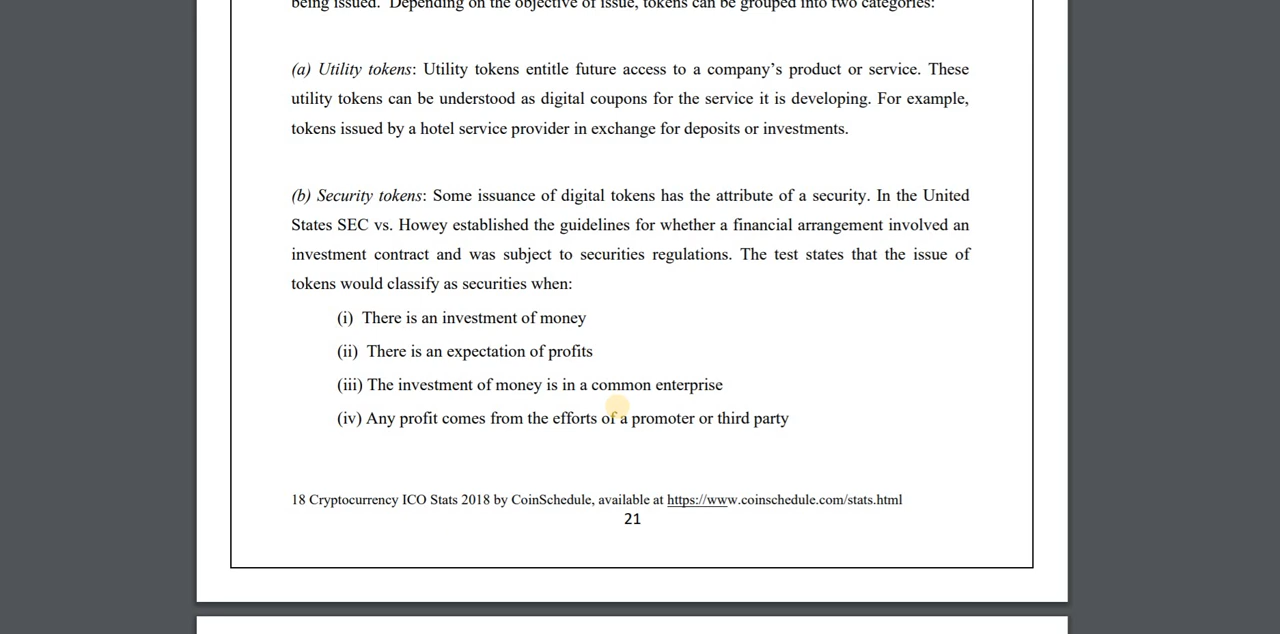 being issued.  Depending on the objective of issue, tokens can be grouped into two categories:
(a) Utility tokens: Utility tokens entitle future access to a company’s product or service. These
utility tokens can be understood as digital coupons for the service it is developing. For example,
tokens issued by a hotel service provider in exchange for deposits or investments.
(b) Security tokens: Some issuance of digital tokens has the attribute of a security. In the United
States SEC vs. Howey established the guidelines for whether a financial arrangement involved an
investment contract and was subject to securities regulations. The test states that the issue of
tokens would classify as securities when:
(i)  There is an investment of money
(ii)  There is an expectation of profits
(iii) The investment of money is in a common enterprise
(iv) Any profit comes from the efforts of a promoter or third party
18 Cryptocurrency ICO Stats 2018 by CoinSchedule, available at https://www.coinschedule.com/stats.html
21